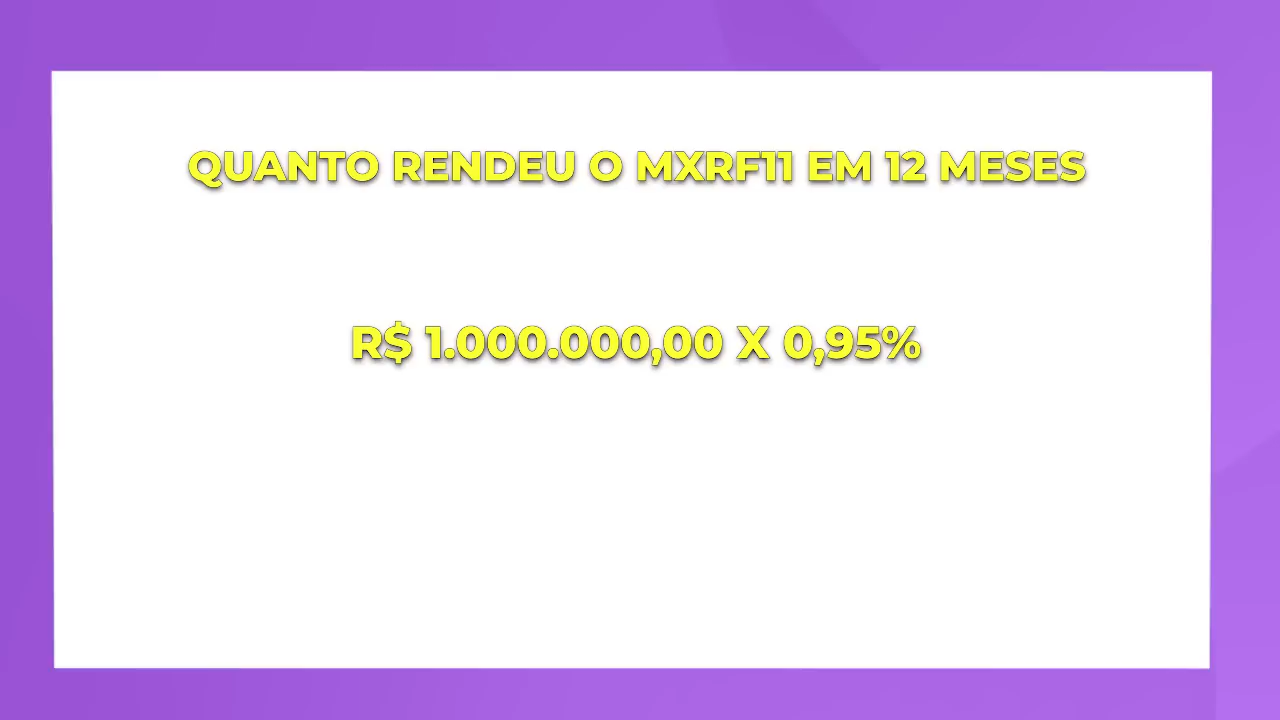 QUANTO RENDEU O MXRF11 EM 12 MESES
R$ 1.000.000,00 X 0,95%